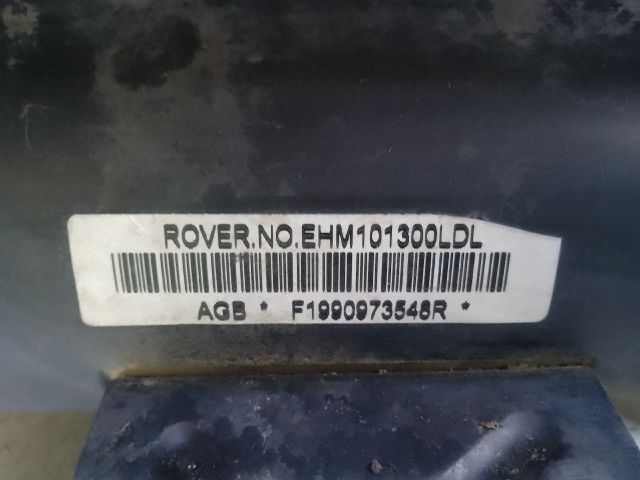 ROVER.NO.EHM101300LDL
AGB * F1990973548R *